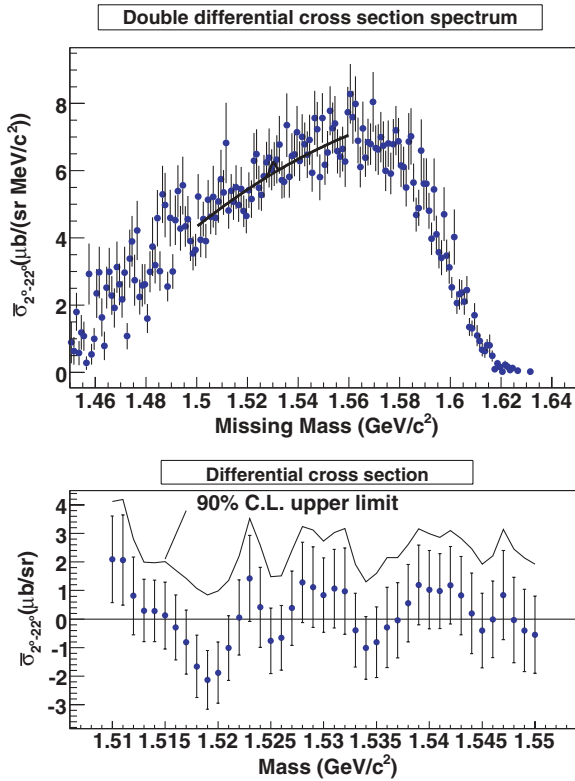 Double differential cross section spectrum
σ̅2°-22°(μb/(sr MeV/c²))
8
6
4
2
0
1.46 1.48 1.5 1.52 1.54 1.56 1.58 1.6 1.62 1.64
Missing Mass (GeV/c²)
Differential cross section
90% C.L. upper limit
σ̅2°-22°(μb/sr)
4
3
2
1
0
-1
-2
-3
1.51 1.515 1.52 1.525 1.53 1.535 1.54 1.545 1.55
Mass (GeV/c²)